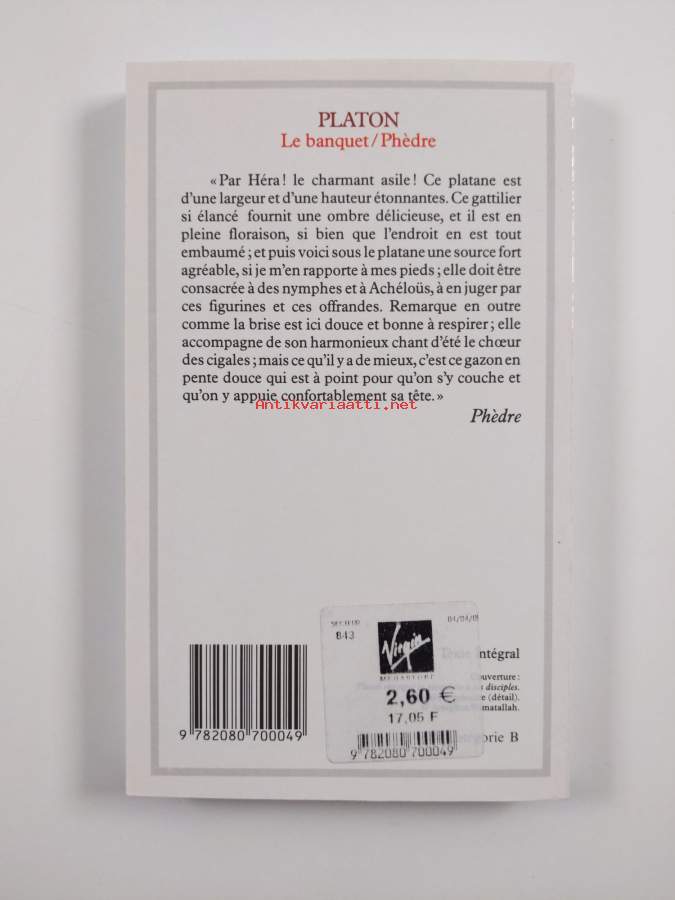 PLATON
Le banquet/Phèdre
« Par Héra! le charmant asile! Ce platane est
d'une largeur et d'une hauteur étonnantes. Ce gattilier
si élancé fournit une ombre délicieuse, et il est en
pleine floraison, si bien que l'endroit en est tout
embaumé; et puis voici sous le platane une source fort
agréable, si je m'en rapporte à mes pieds; elle doit être
consacrée à des nymphes et à Achéloüs, à en juger par
ces figurines et ces offrandes. Remarque en outre
comme la brise est ici douce et bonne à respirer; elle
accompagne de son harmonieux chant d'été le chœur
des cigales; mais ce qu'il y a de mieux, c'est ce gazon en
pente douce qui est à point pour qu'on s'y couche et
qu'on y appuie confortablement sa tête. »
Antikvariaatti.net
Phèdre
SECTEUR
843
04/04/0
Virgin
MEGASTORE
2,60 €
17,05 F
9 782080 700049
Texte intégral
Couverture :
disciples.
(détail).
matallah.
9 782080 700049
B